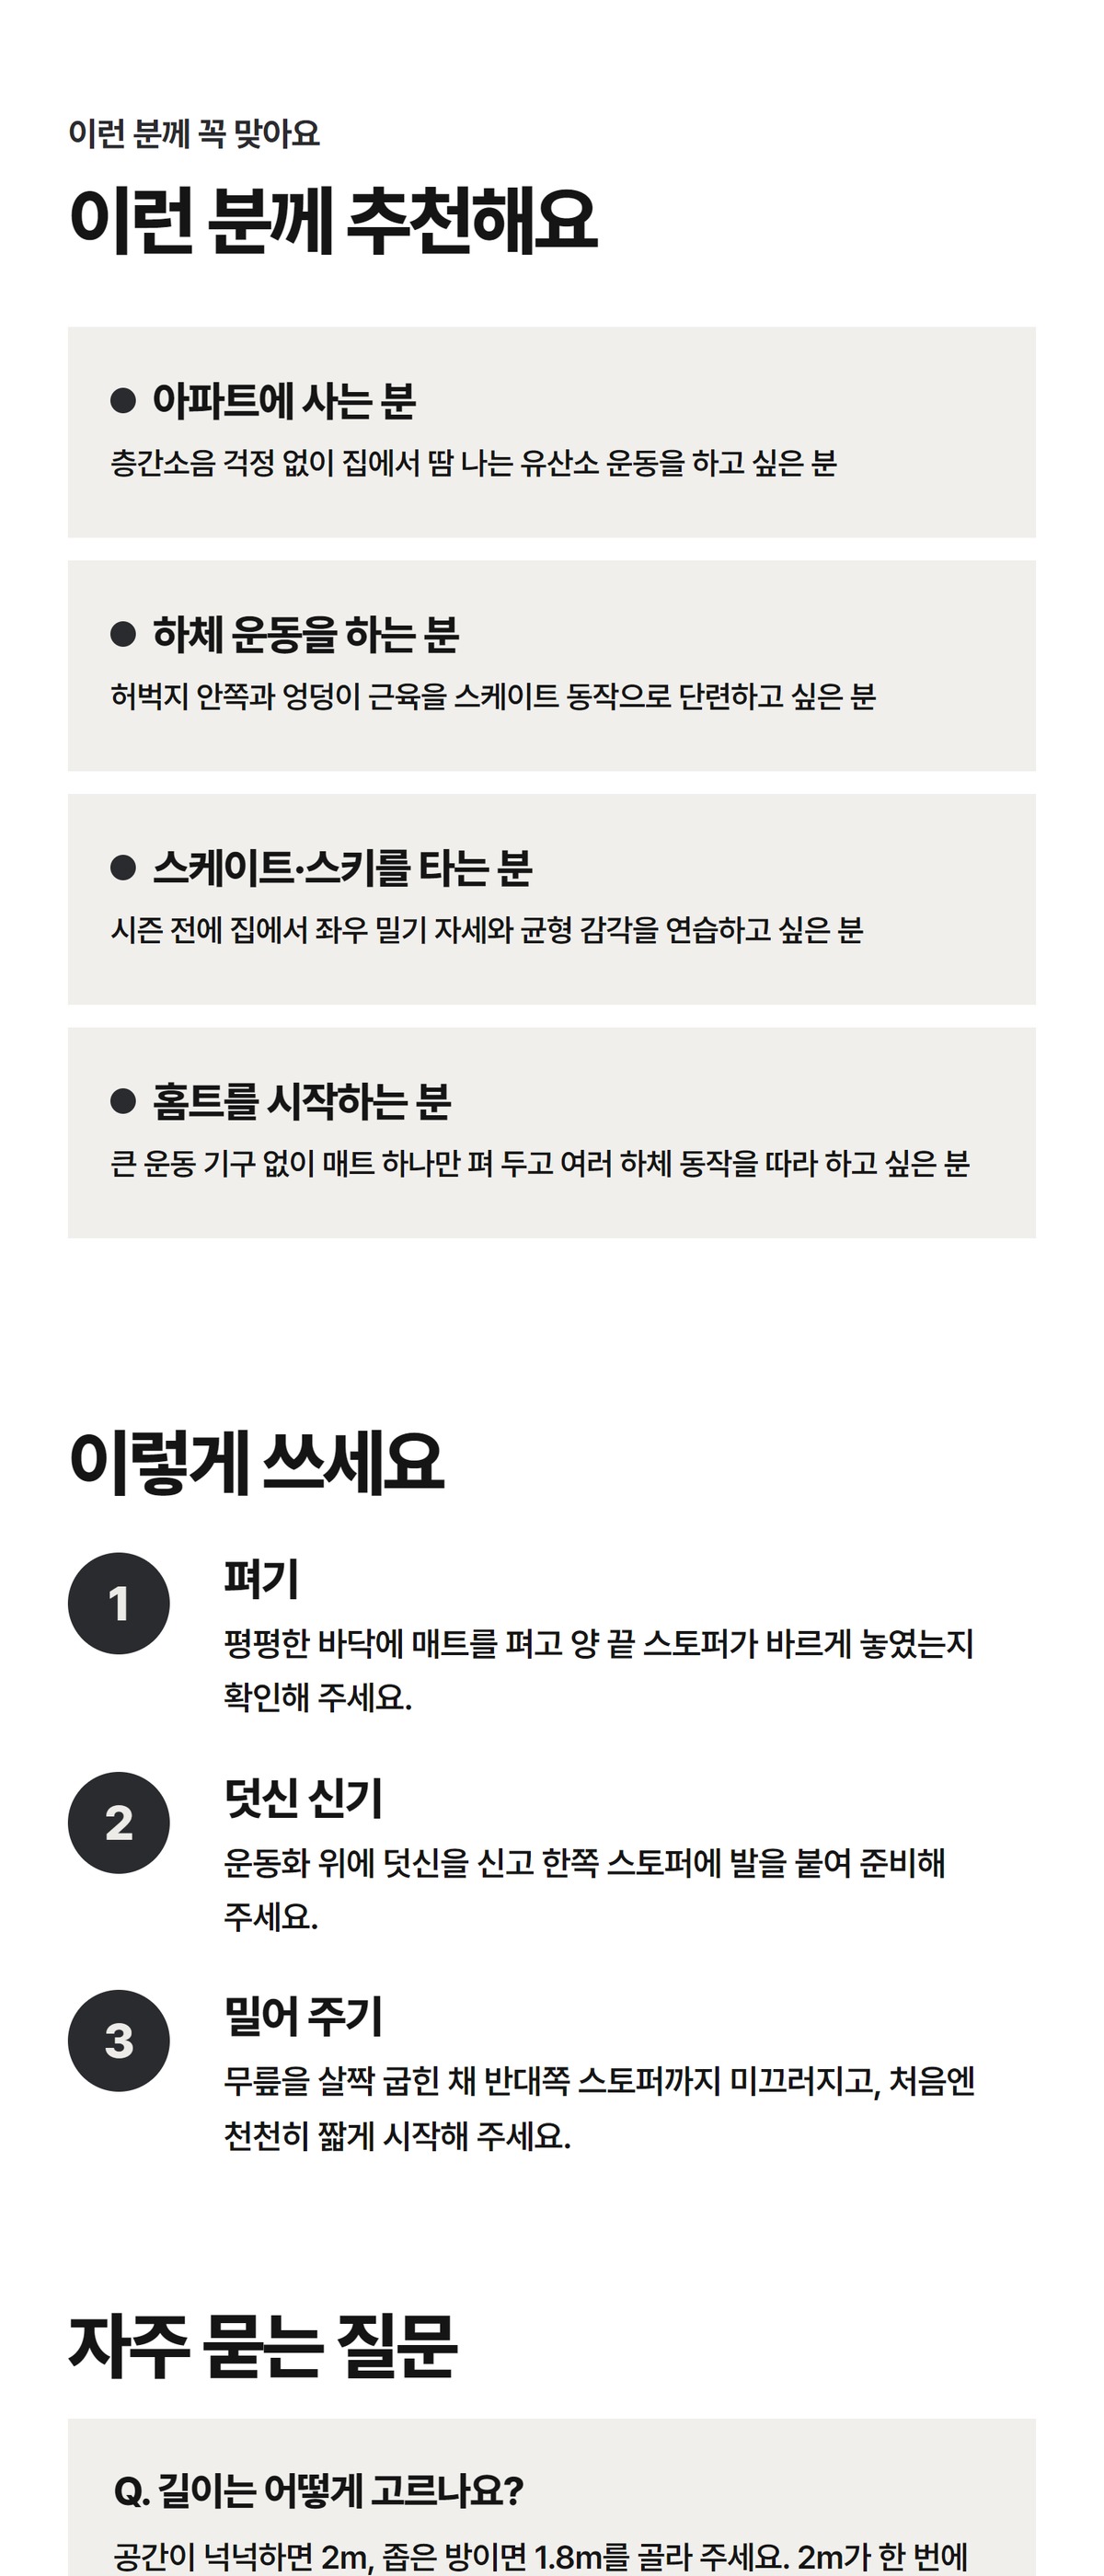 이런 분께 꼭 맞아요
이런 분께 추천해요
아파트에 사는 분
층간소음 걱정 없이 집에서 땀 나는 유산소 운동을 하고 싶은 분
하체 운동을 하는 분
허벅지 안쪽과 엉덩이 근육을 스케이트 동작으로 단련하고 싶은 분
스케이트·스키를 타는 분
시즌 전에 집에서 좌우 밀기 자세와 균형 감각을 연습하고 싶은 분
홈트를 시작하는 분
큰 운동 기구 없이 매트 하나만 펴 두고 여러 하체 동작을 따라 하고 싶은 분
이렇게 쓰세요
1
펴기
평평한 바닥에 매트를 펴고 양 끝 스토퍼가 바르게 놓였는지
확인해 주세요.
2
덧신 신기
운동화 위에 덧신을 신고 한쪽 스토퍼에 발을 붙여 준비해
주세요.
3
밀어 주기
무릎을 살짝 굽힌 채 반대쪽 스토퍼까지 미끄러지고, 처음엔
천천히 짧게 시작해 주세요.
자주 묻는 질문
Q. 길이는 어떻게 고르나요?
공간이 넉넉하면 2m, 좁은 방이면 1.8m를 골라 주세요. 2m가 한 번에